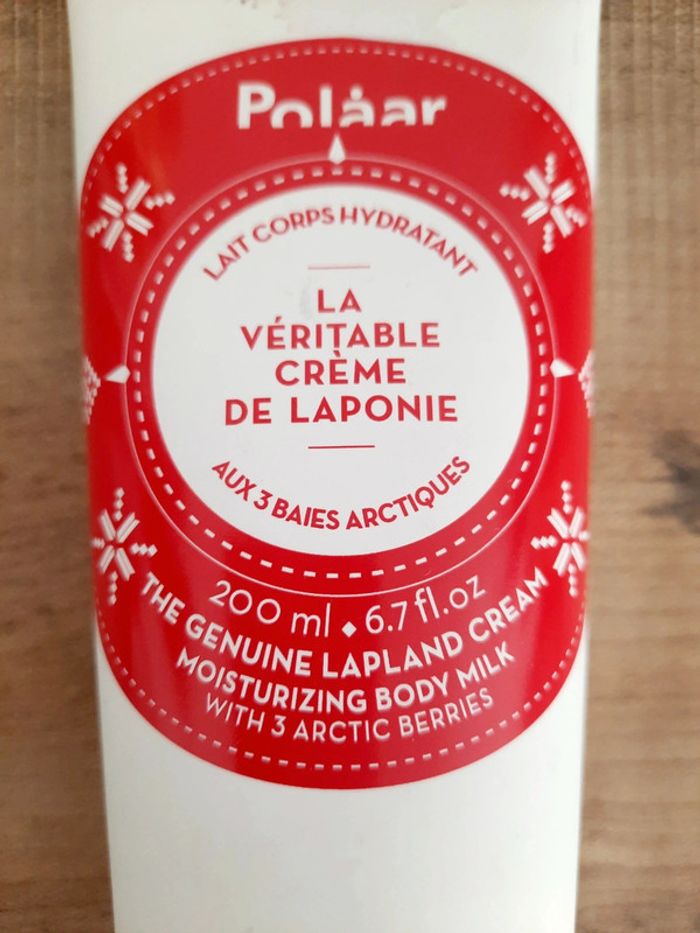 Polåar
LAIT CORPS HYDRATANT
LA
VÉRITABLE
CRÈME
DE LAPONIE
AUX 3 BAIES ARCTIQUES
200 ml ◆ 6.7 fl.oz
THE GENUINE LAPLAND CREAM
MOISTURIZING BODY MILK
WITH 3 ARCTIC BERRIES